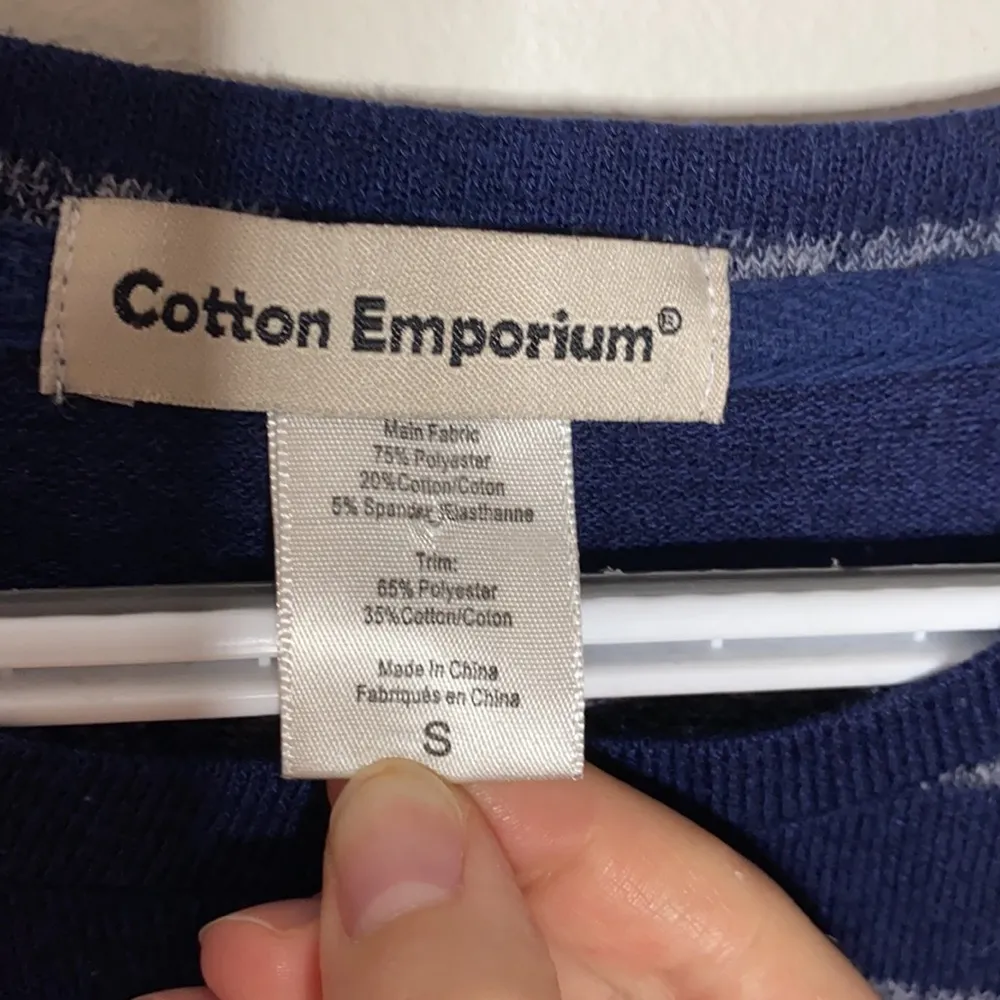 Cotton Emporium®
Main Fabric
75% Polyester
20%Cotton/Coton
5% Spandex/Elasthanne
Trim:
65% Polyester
35%Cotton/Coton
Made In China
Fabriqués en China
S